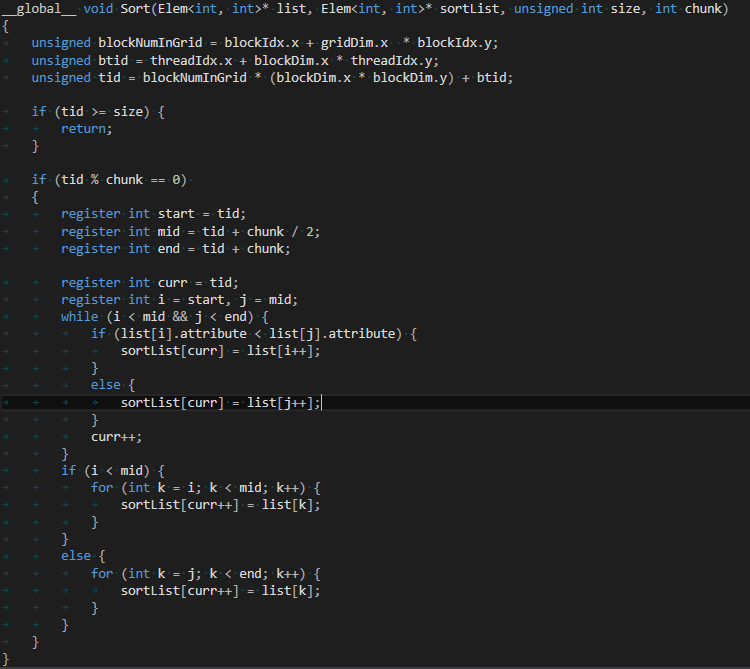 __global__ void Sort(Elem<int, int>* list, Elem<int, int>* sortList, unsigned int size, int chunk)
{
    unsigned blockNumInGrid = blockIdx.x + gridDim.x  * blockIdx.y;
    unsigned btid = threadIdx.x + blockDim.x * threadIdx.y;
    unsigned tid = blockNumInGrid * (blockDim.x * blockDim.y) + btid;

    if (tid >= size) {
        return;
    }

    if (tid % chunk == 0)
    {
        register int start = tid;
        register int mid = tid + chunk / 2;
        register int end = tid + chunk;

        register int curr = tid;
        register int i = start, j = mid;
        while (i < mid && j < end) {
            if (list[i].attribute < list[j].attribute) {
                sortList[curr] = list[i++];
            }
            else {
                sortList[curr] = list[j++];
            }
            curr++;
        }
        if (i < mid) {
            for (int k = i; k < mid; k++) {
                sortList[curr++] = list[k];
            }
        }
        else {
            for (int k = j; k < end; k++) {
                sortList[curr++] = list[k];
            }
        }
    }
}